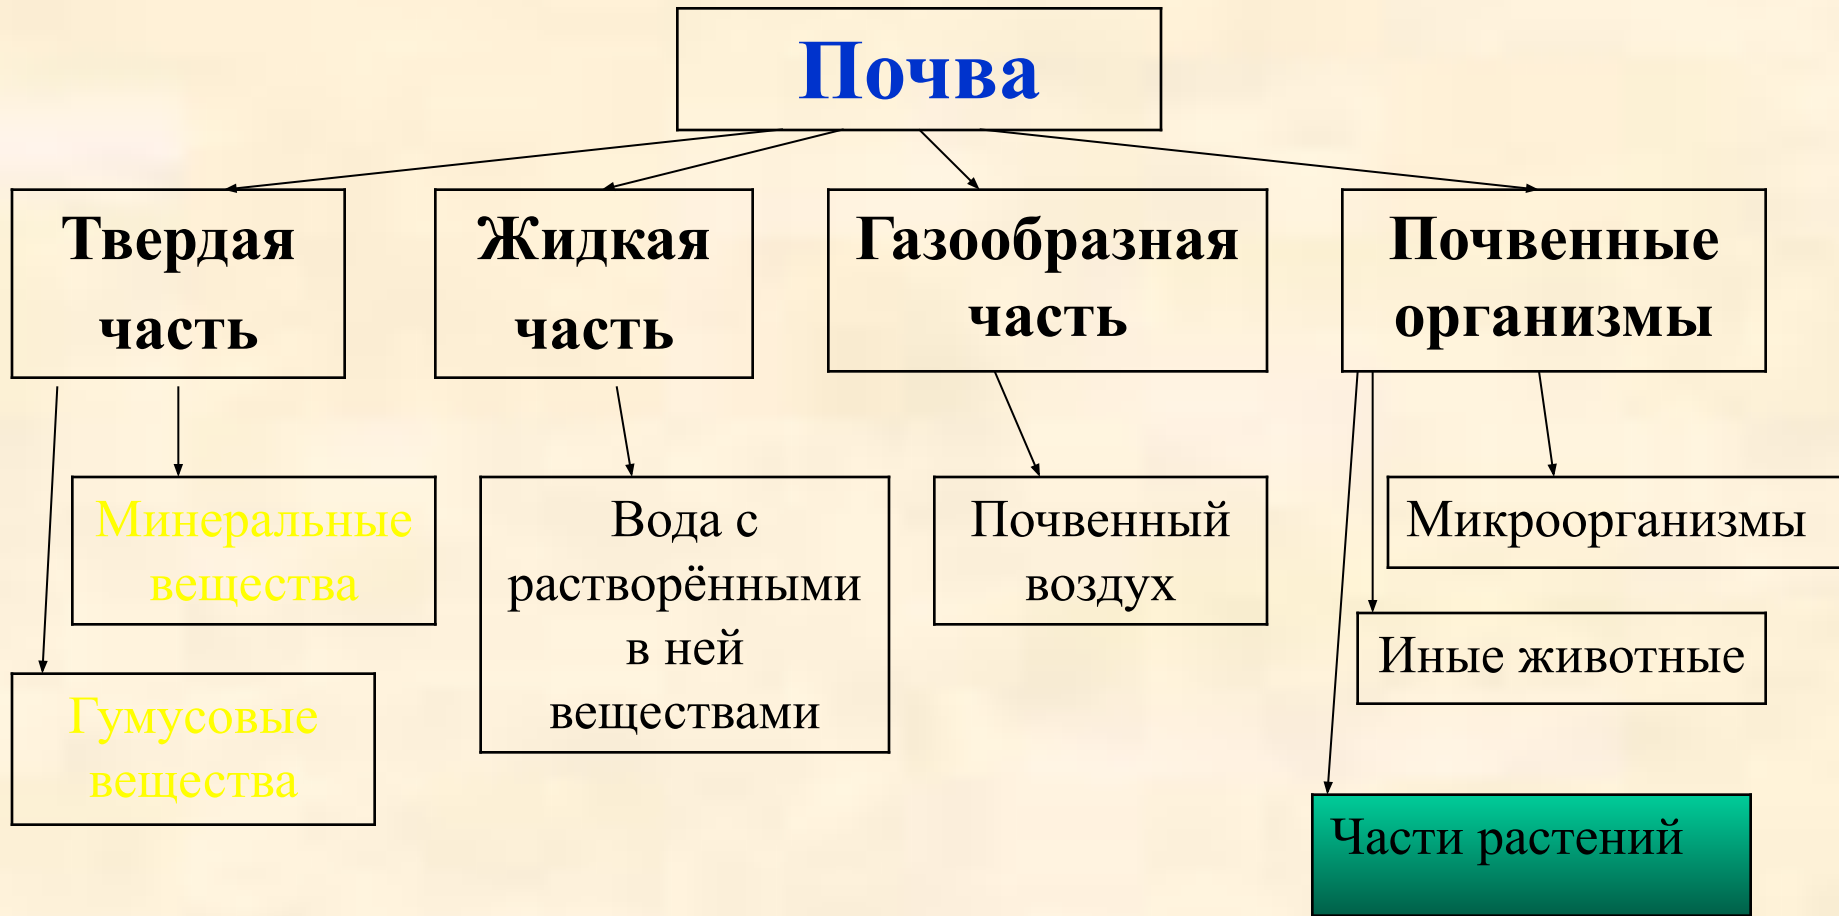 Почва
Твердая
часть
Жидкая
часть
Газообразная
часть
Почвенные
организмы
Минеральные
вещества
Вода с
растворёнными
в ней
веществами
Почвенный
воздух
Микроорганизмы
Иные животные
Гумусовые
вещества
Части растений